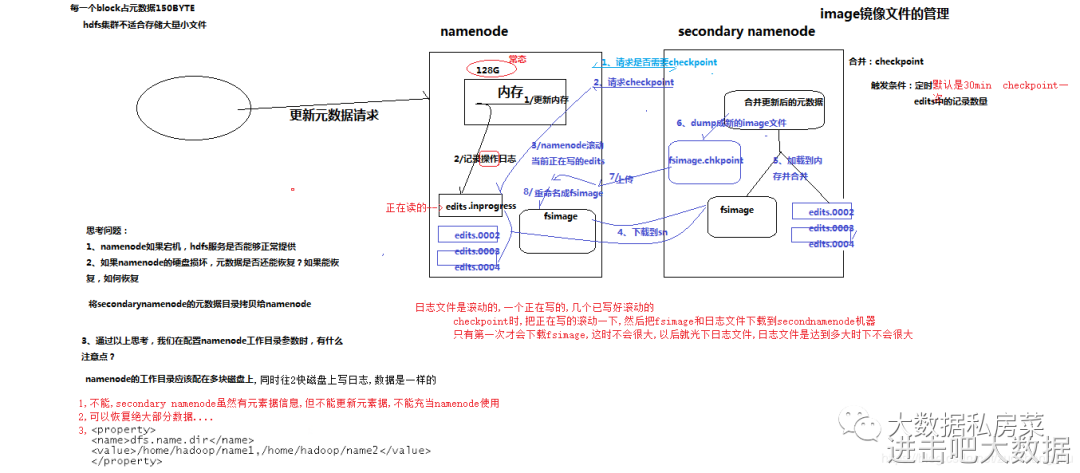 每一个block占元数据150BYTE
hdfs集群不适合存储大量小文件
image镜像文件的管理
namenode
secondary namenode
常态
128G
内存
1/更新内存
更新元数据请求
2/记录操作日志
正在读的---
edits.inprogress
edits.0002
edits.0003
edits.0004
fsimage
1、请求是否需要checkpoint
2、请求checkpoint
3/namenode滚动
当前正在写的edits
8/重命名成fsimage
7/上传
4、下载到sn
6、dump成新的image文件
fsimage.chkpoint
合并更新后的元数据
5、加载到内
存并合并
fsimage
edits.0002
edits.0003
edits.0004
合并：checkpoint
触发条件：定时默认是30min checkpoint一次
edits中的记录数量
思考问题：
1、namenode如果宕机，hdfs服务是否能够正常提供
2、如果namenode的硬盘损坏，元数据是否还能恢复？如果能恢
复，如何恢复
将secondarynamenode的元数据目录拷贝给namenode
日志文件是滚动的,一个正在写的,几个已写好滚动的
checkpoint时,把正在写的滚动一下,然后把fsimage和日志文件下载到secondnamenode机器
只有第一次才会下载fsimage,这时不会很大,以后就光下日志文件,日志文件是达到多大时下不会很大
3、通过以上思考，我们在配置namenode工作目录参数时，有什么
注意点？
namenode的工作目录应该配在多块磁盘上,同时往2快磁盘上写日志,数据是一样的
1,不能,secondary namenode虽然有元素据信息,但不能更新元素据,不能充当namenode使用
2,可以恢复绝大部分数据....
3,<property>
<name>dfs.name.dir</name>
<value>/home/hadoop/name1,/home/hadoop/name2</value>
</property>
大数据私房菜
进击吧大数据